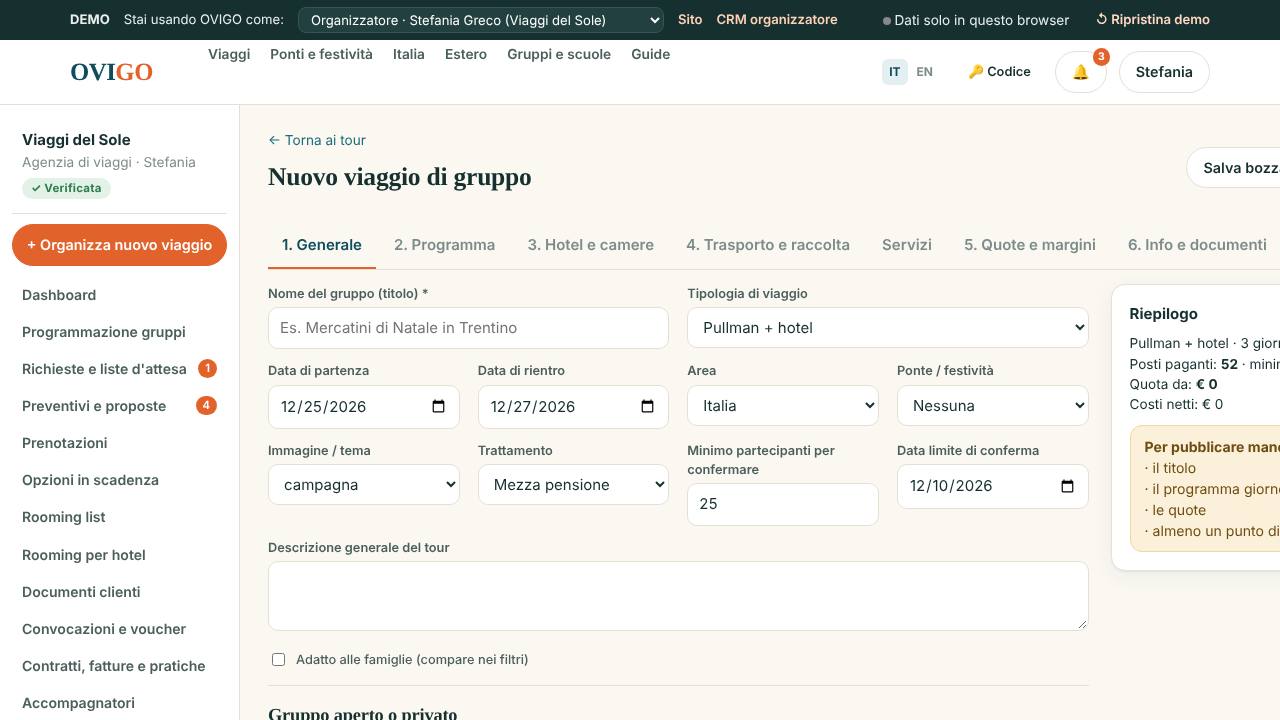 DEMO Stai usando OVIGO come: Organizzatore · Stefania Greco (Viaggi del Sole) Sito CRM organizzatore Dati solo in questo browser ↺ Ripristina demo
OVIGO Viaggi Ponti e festività Italia Estero Gruppi e scuole Guide IT EN 🔑 Codice 🔔 3 Stefania
Viaggi del Sole
Agenzia di viaggi · Stefania
✓ Verificata
+ Organizza nuovo viaggio
Dashboard
Programmazione gruppi
Richieste e liste d'attesa 1
Preventivi e proposte 4
Prenotazioni
Opzioni in scadenza
Rooming list
Rooming per hotel
Documenti clienti
Convocazioni e voucher
Contratti, fatture e pratiche
Accompagnatori
← Torna ai tour
Nuovo viaggio di gruppo
Salva bozza
1. Generale 2. Programma 3. Hotel e camere 4. Trasporto e raccolta Servizi 5. Quote e margini 6. Info e documenti
Nome del gruppo (titolo) * Tipologia di viaggio
Es. Mercatini di Natale in Trentino Pullman + hotel
Data di partenza Data di rientro Area Ponte / festività
12/25/2026 12/27/2026 Italia Nessuna
Immagine / tema Trattamento Minimo partecipanti per confermare Data limite di conferma
campagna Mezza pensione 25 12/10/2026
Descrizione generale del tour
Adatto alle famiglie (compare nei filtri)
Gruppo aperto o privato
Riepilogo
Pullman + hotel · 3 giorn
Posti paganti: 52 · minin
Quota da: € 0
Costi netti: € 0
Per pubblicare manc
· il titolo
· il programma giorno
· le quote
· almeno un punto di